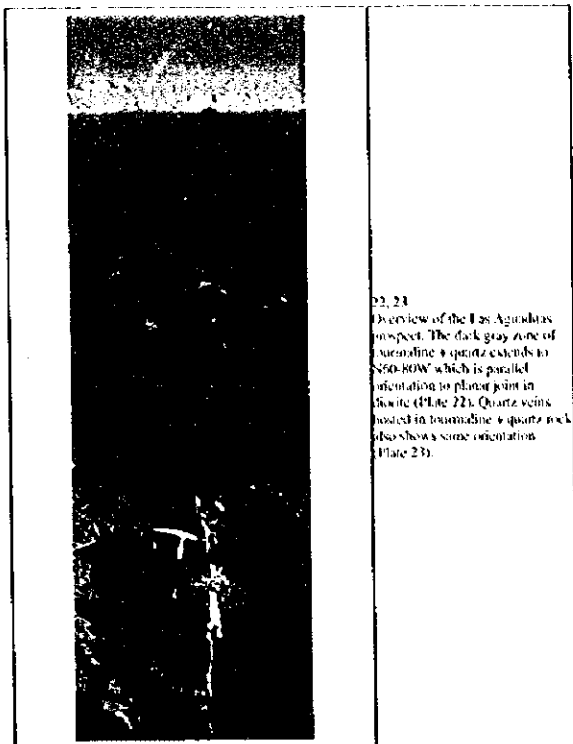 22, 23
Overview of the Las Aguaditas
prospect. The dark gray zone of
tourmaline + quartz extends to
N60-80W which is parallel
orientation to planar joint in
diorite (Plate 22). Quartz veins
hosted in tourmaline + quartz rock
also shows same orientation
(Plate 23).